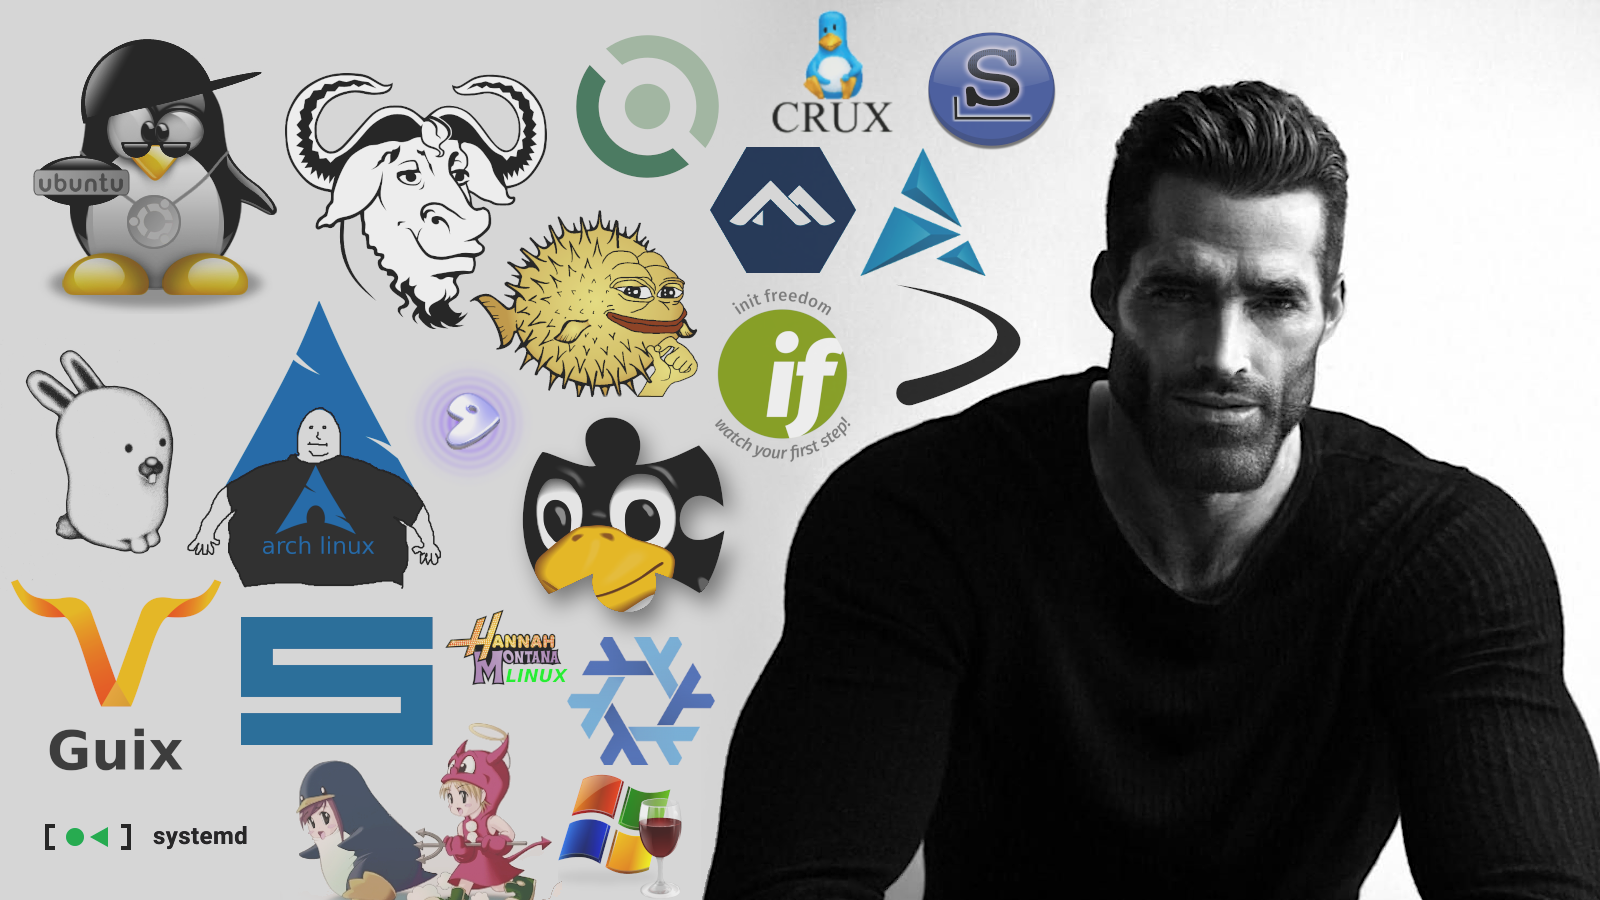 ubuntu
CRUX
S
init freedom
if
watch your first step!
arch linux
HANNAH
MONTANA
LINUX
Guix
[ ] systemd